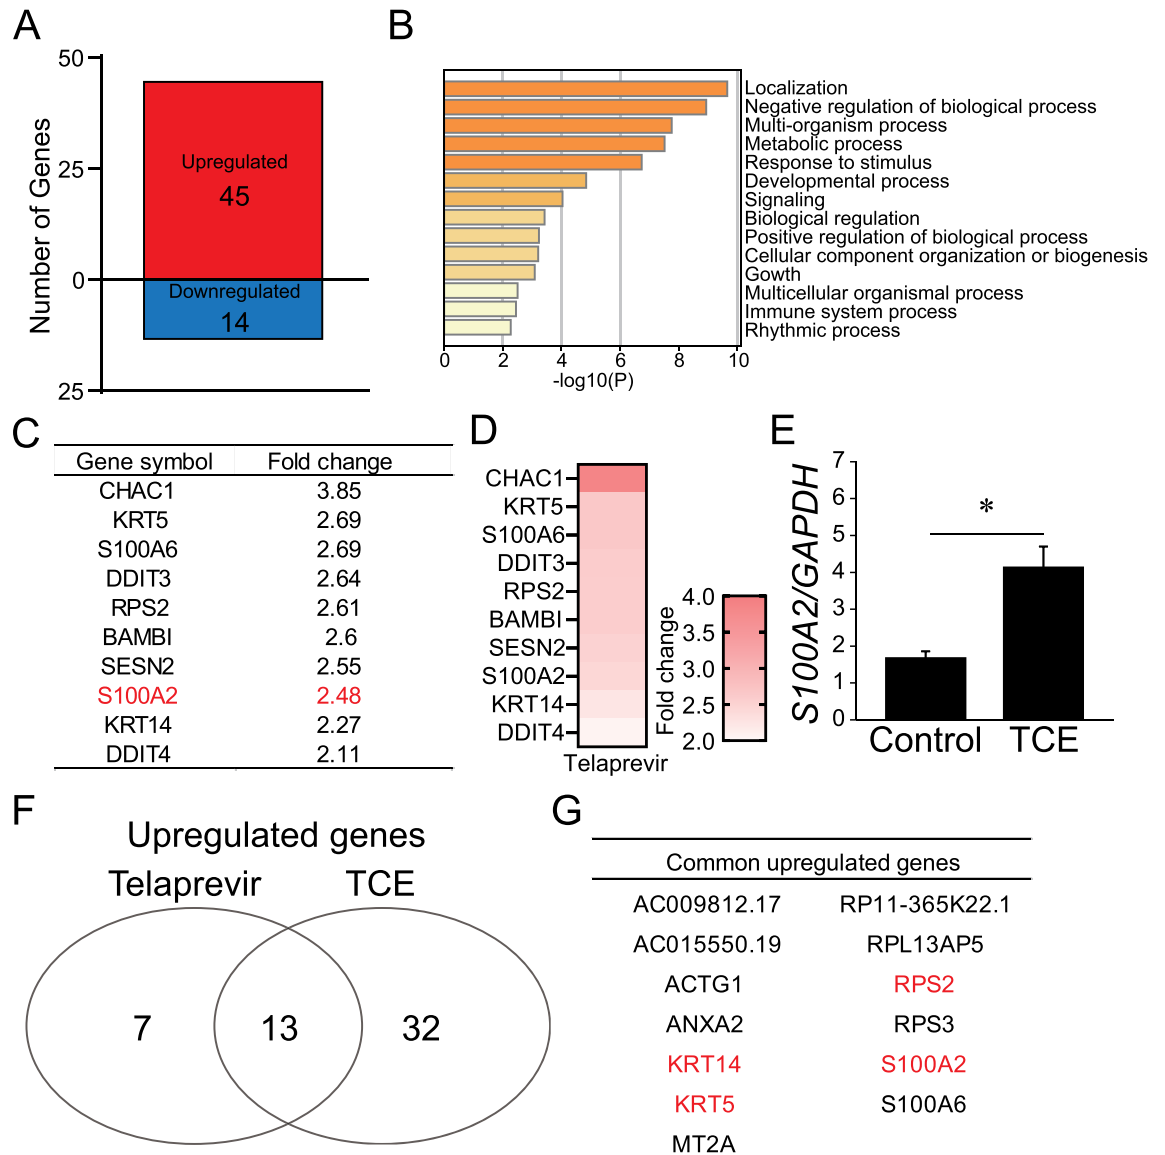 A
50
25
0
25
Number of Genes
Upregulated
45
Downregulated
14
B
Localization
Negative regulation of biological process
Multi-organism process
Metabolic process
Response to stimulus
Developmental process
Signaling
Biological regulation
Positive regulation of biological process
Cellular component organization or biogenesis
Gowth
Multicellular organismal process
Immune system process
Rhythmic process
0 2 4 6 8 10
-log10(P)
C
Gene symbol Fold change
CHAC1 3.85
KRT5 2.69
S100A6 2.69
DDIT3 2.64
RPS2 2.61
BAMBI 2.6
SESN2 2.55
S100A2 2.48
KRT14 2.27
DDIT4 2.11
D
CHAC1
KRT5
S100A6
DDIT3
RPS2
BAMBI
SESN2
S100A2
KRT14
DDIT4
Telaprevir
Fold change
4.0
3.5
3.0
2.5
2.0
E
S100A2/GAPDH
7
6
5
4
3
2
1
0
*
Control TCE
F
Upregulated genes
Telaprevir TCE
7 13 32
G
Common upregulated genes
AC009812.17 RP11-365K22.1
AC015550.19 RPL13AP5
ACTG1 RPS2
ANXA2 RPS3
KRT14 S100A2
KRT5 S100A6
MT2A